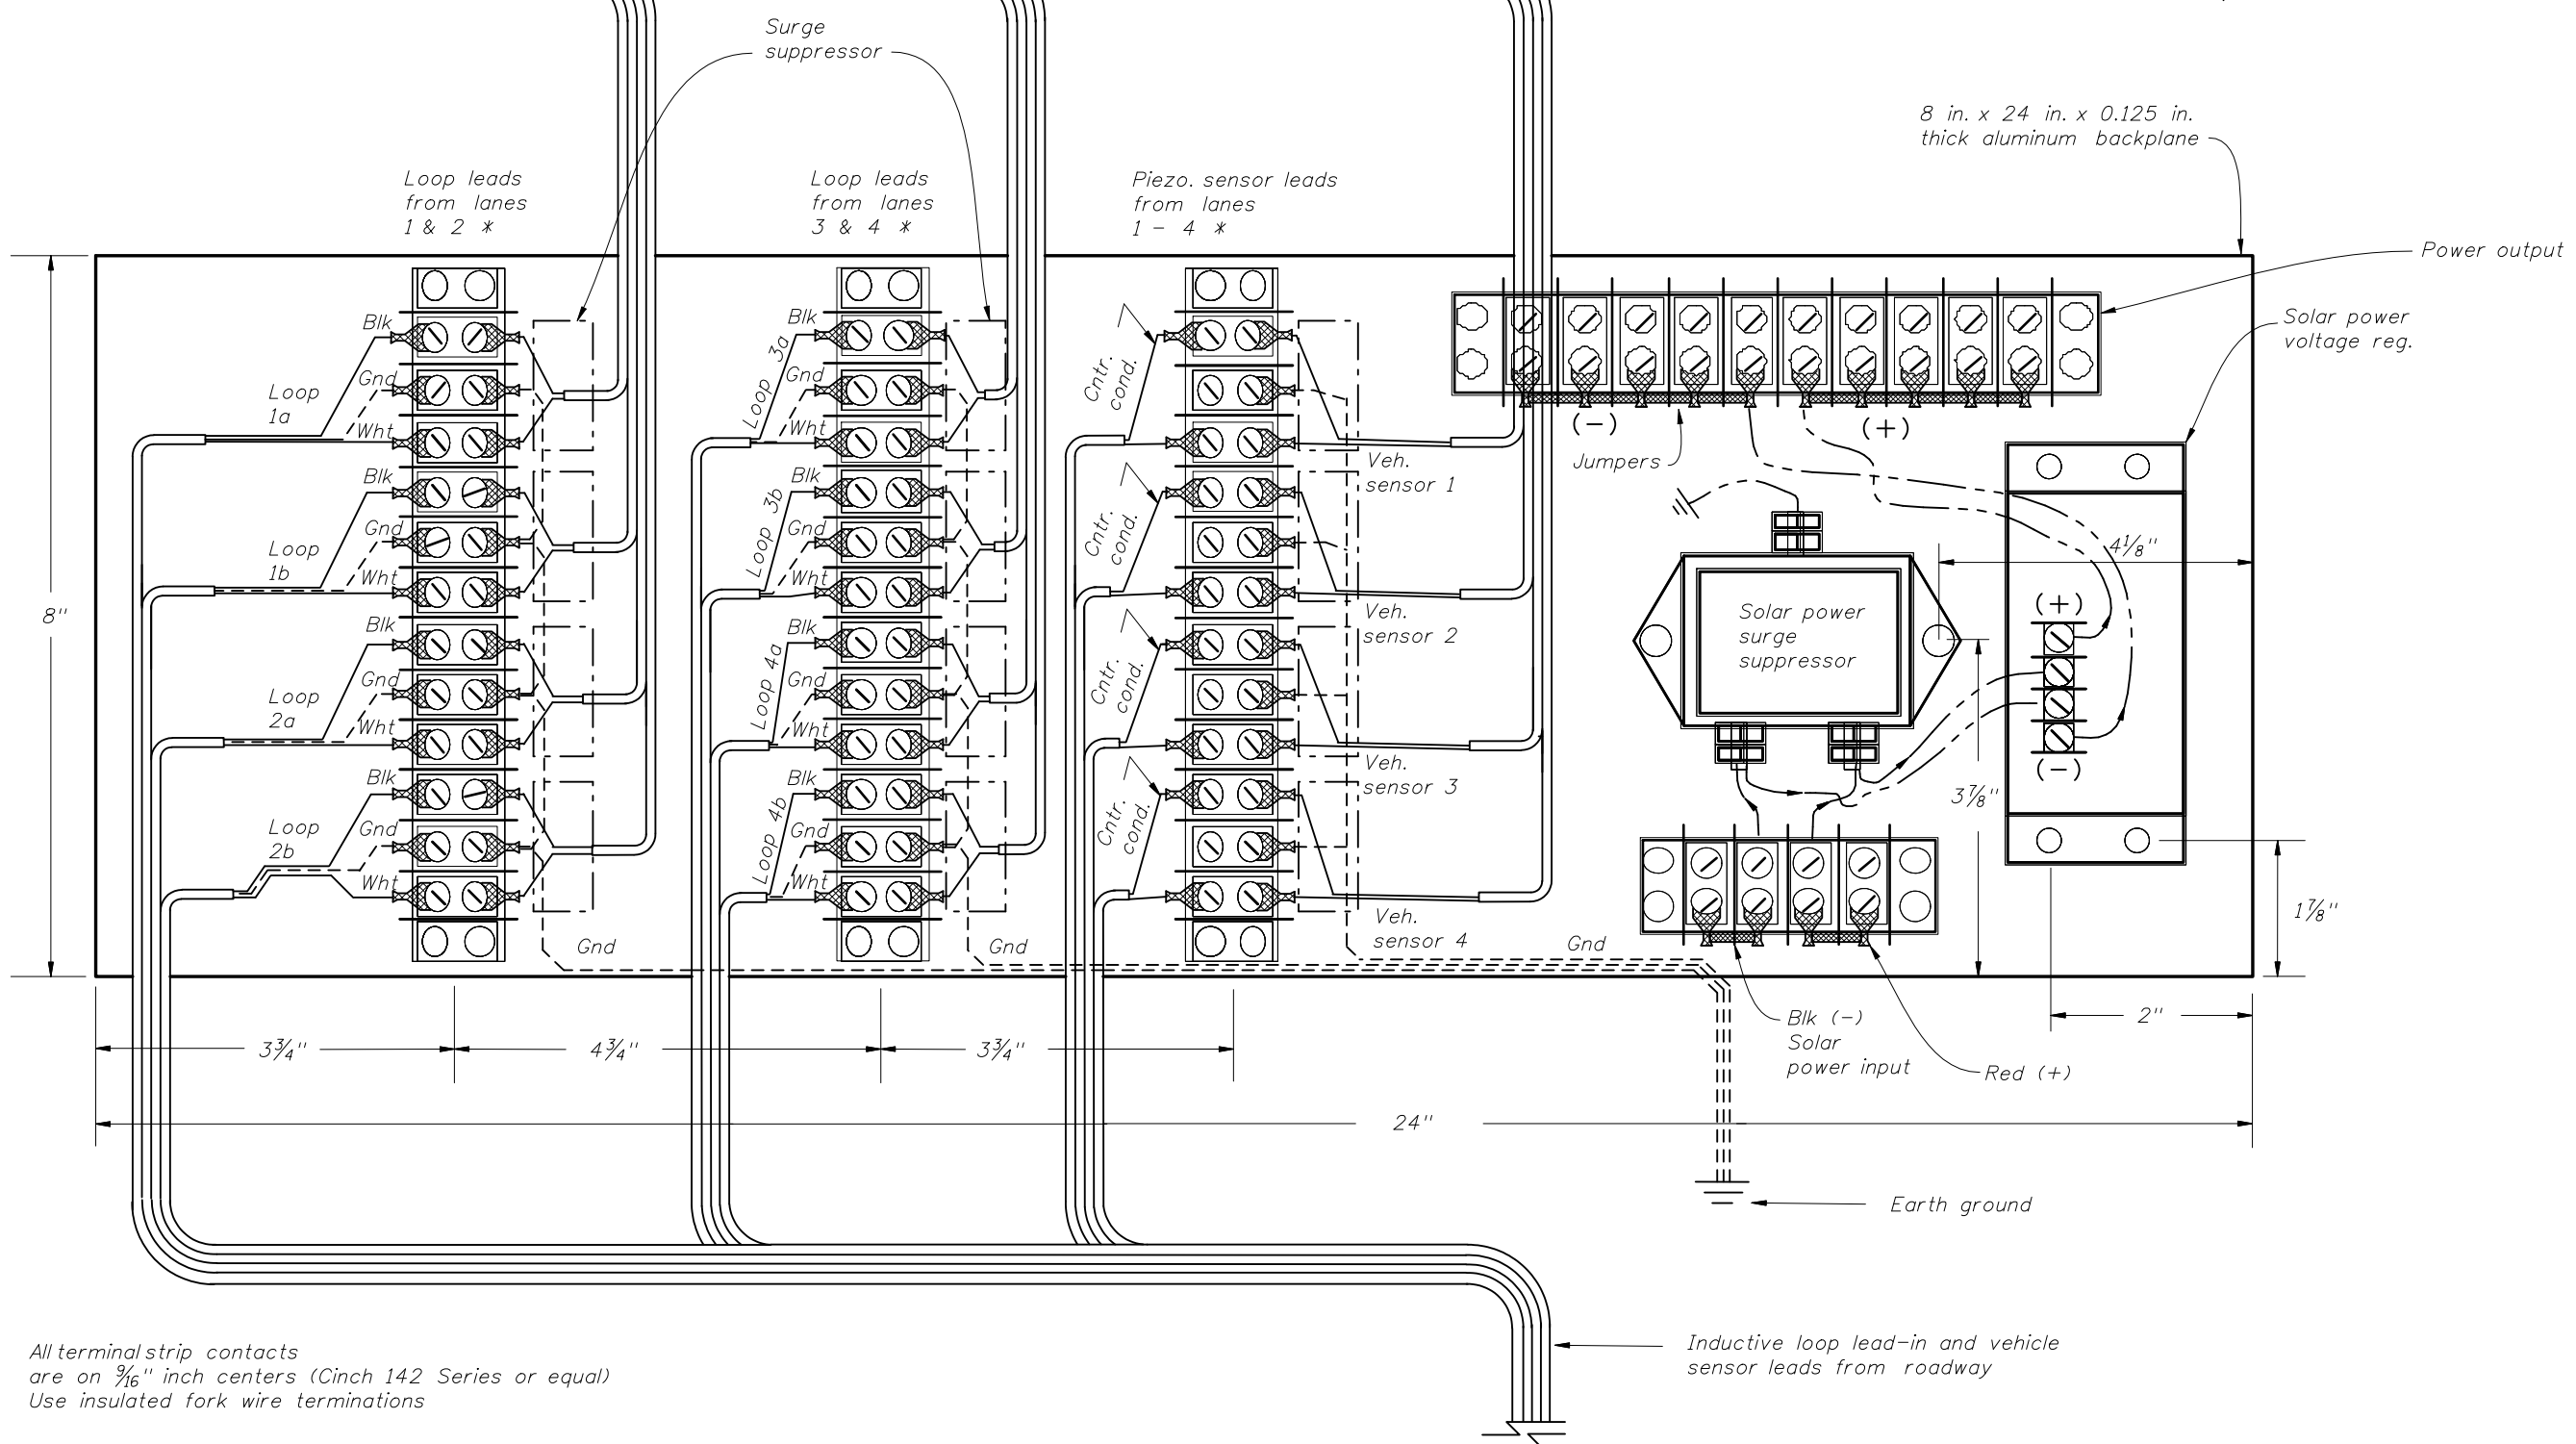 Surge
suppressor
8 in. x 24 in. x 0.125 in.
thick aluminum backplane
Loop leads
from lanes
1 & 2 *
Loop leads
from lanes
3 & 4 *
Piezo. sensor leads
from lanes
1 - 4 *
Power output
Solar power
voltage reg.
Blk
Gnd
Wht
Loop
1a
Blk
Gnd
Wht
Loop
1b
Blk
Gnd
Wht
Loop
2a
Blk
Gnd
Wht
Loop
2b
Gnd
8"
Blk
Gnd
Wht
Loop 3a
Blk
Gnd
Wht
Loop 3b
Blk
Gnd
Wht
Loop 4a
Blk
Gnd
Wht
Loop 4b
Gnd
Cntr.
cond.
Cntr.
cond.
Cntr.
cond.
Cntr.
cond.
Veh.
sensor 1
Veh.
sensor 2
Veh.
sensor 3
Veh.
sensor 4
Gnd
(-)
(+)
Jumpers
4 1/8"
Solar power
surge
suppressor
(+)
(-)
3 7/8"
1 7/8"
2"
Blk (-)
Solar
power input
Red (+)
3 3/4"
4 3/4"
3 3/4"
24"
Earth ground
Inductive loop lead-in and vehicle
sensor leads from roadway
All terminal strip contacts
are on 9/16" inch centers (Cinch 142 Series or equal)
Use insulated fork wire terminations